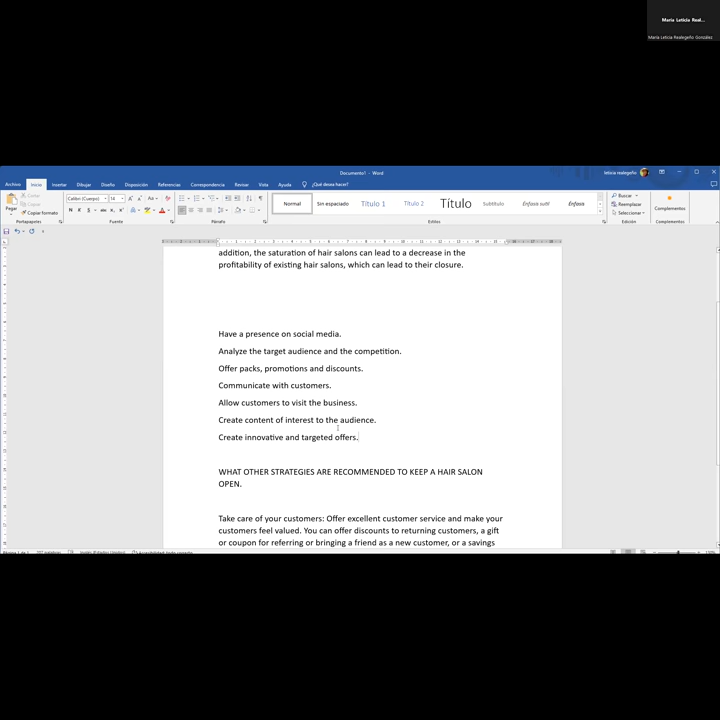 María Leticia Real...
María Leticia Realegeño González
Documento1 - Word
leticia realegeño
Archivo Inicio Insertar Dibujar Diseño Disposición Referencias Correspondencia Revisar Vista Ayuda ¿Qué desea hacer?
Pegar
Cortar
Copiar
Copiar formato
Portapapeles
Calibri (Cuerpo) 14
Fuente
Párrafo
Normal Sin espaciado Título 1 Título 2 Título Subtítulo Énfasis sutil Énfasis
Estilos
Buscar
Reemplazar
Seleccionar
Edición
Complementos
Complementos
addition, the saturation of hair salons can lead to a decrease in the
profitability of existing hair salons, which can lead to their closure.
Have a presence on social media.
Analyze the target audience and the competition.
Offer packs, promotions and discounts.
Communicate with customers.
Allow customers to visit the business.
Create content of interest to the audience.
Create innovative and targeted offers.
WHAT OTHER STRATEGIES ARE RECOMMENDED TO KEEP A HAIR SALON
OPEN.
Take care of your customers: Offer excellent customer service and make your
customers feel valued. You can offer discounts to returning customers, a gift
or coupon for referring or bringing a friend as a new customer, or a savings